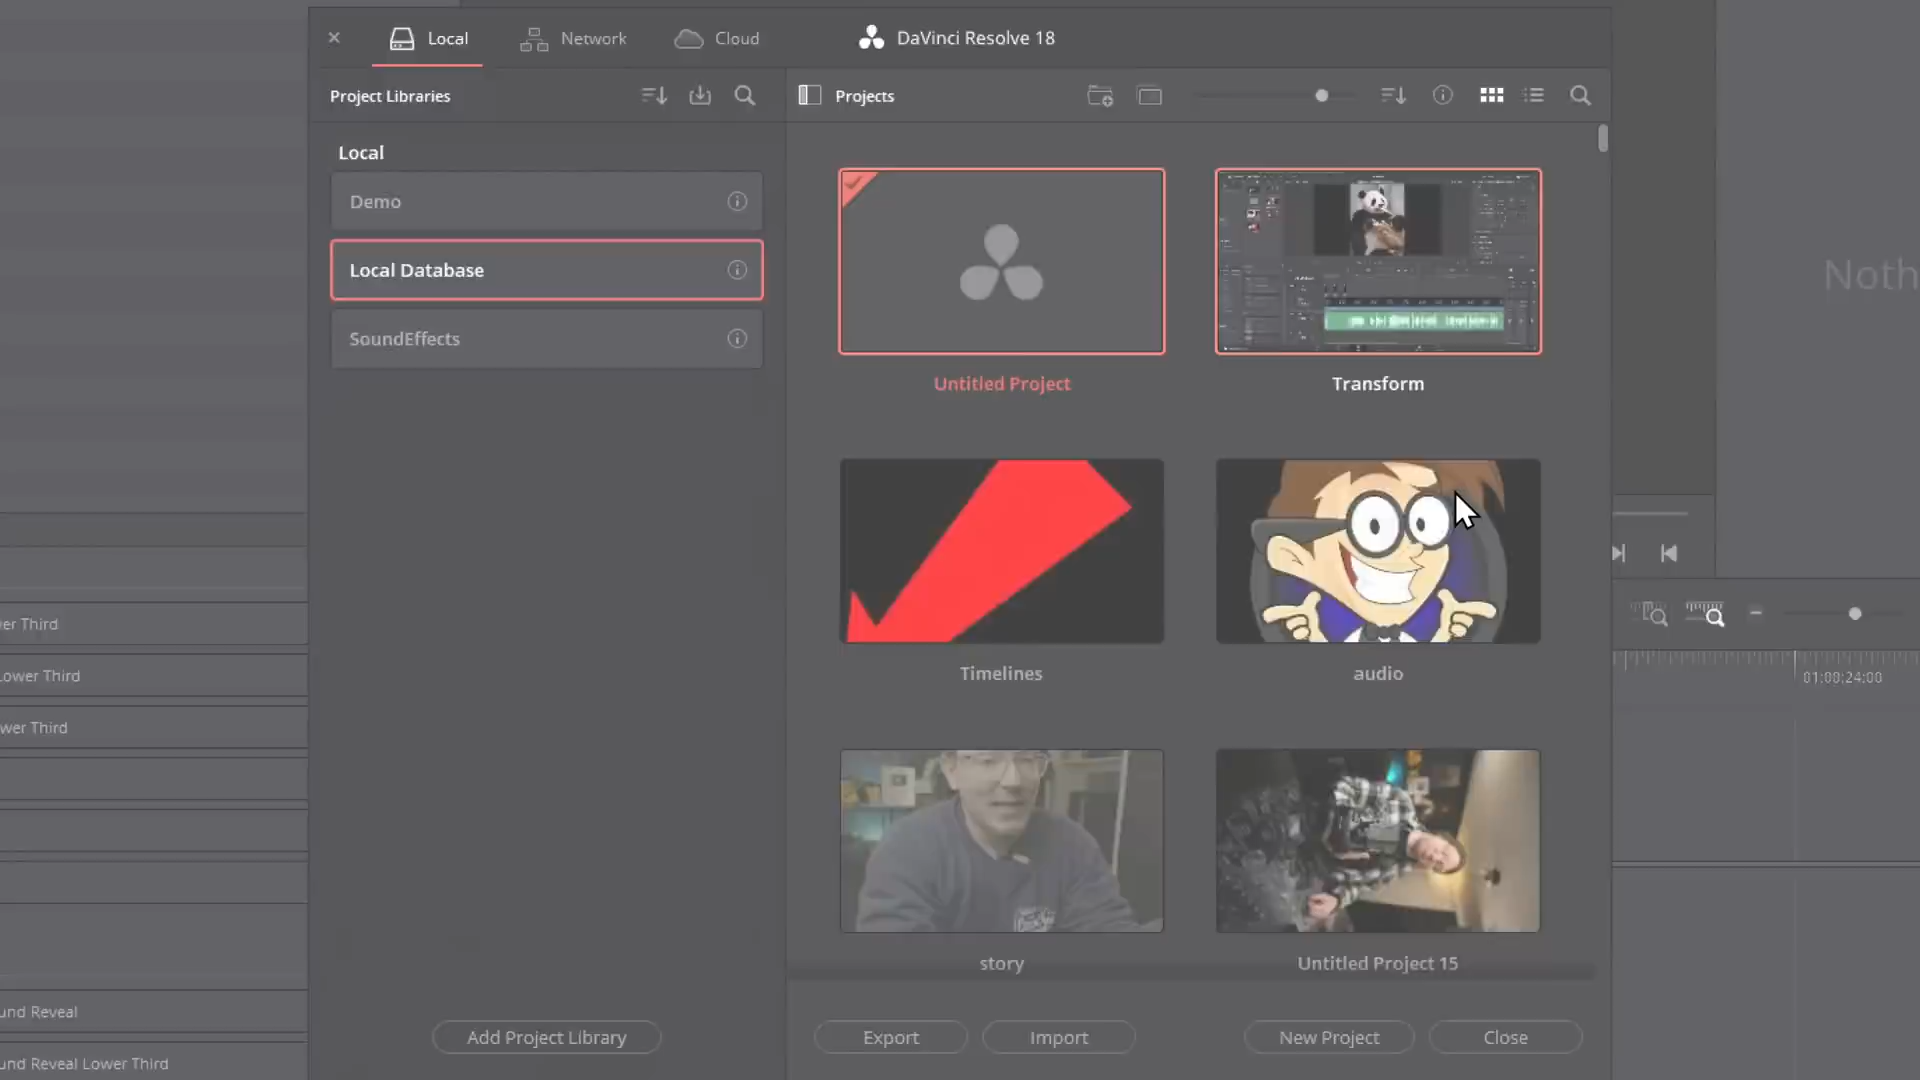 Local
Network
Cloud
DaVinci Resolve 18
Project Libraries
Projects
Local
Demo
Local Database
SoundEffects
Untitled Project
Transform
Timelines
audio
story
Untitled Project 15
Add Project Library
Export
Import
New Project
Close
Noth
er Third
ower Third
wer Third
und Reveal
und Reveal Lower Third
01:00:24:00